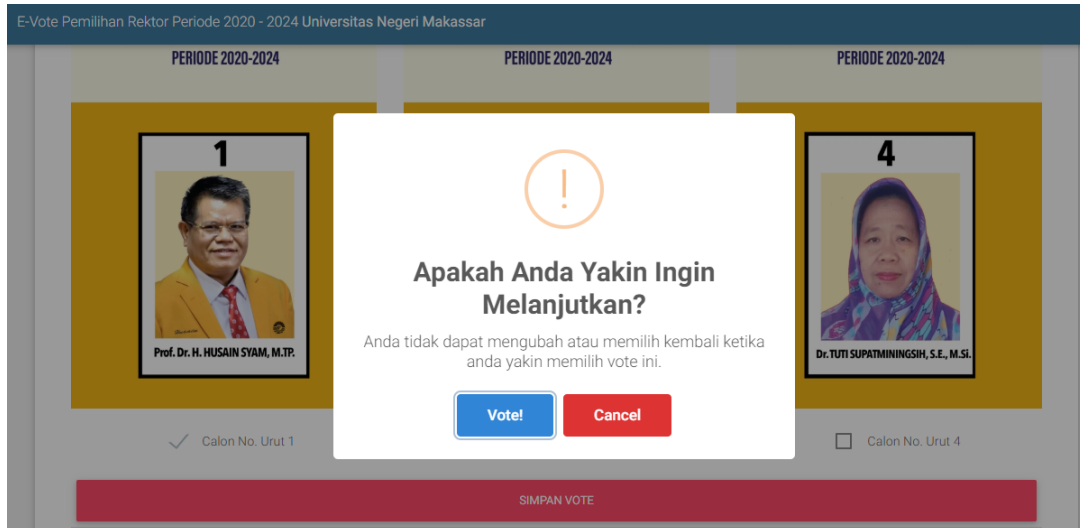 E-Vote Pemilihan Rektor Periode 2020 - 2024 Universitas Negeri Makassar
PERIODE 2020-2024
PERIODE 2020-2024
PERIODE 2020-2024
1
Prof. Dr. H. HUSAIN SYAM, M.TP.
4
Dr. TUTI SUPATMININGSIH, S.E., M.Si.
!
Apakah Anda Yakin Ingin
Melanjutkan?
Anda tidak dapat mengubah atau memilih kembali ketika
anda yakin memilih vote ini.
Vote!
Cancel
Calon No. Urut 1
Calon No. Urut 4
SIMPAN VOTE